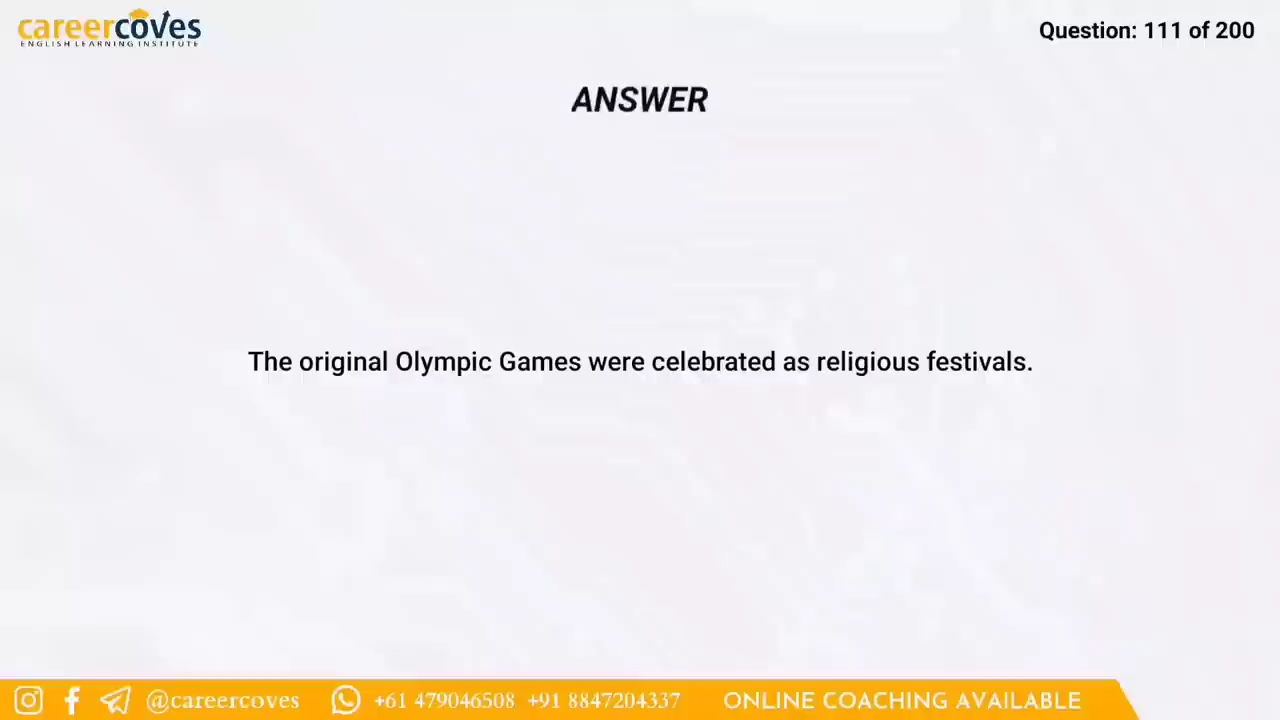 careercoves
ENGLISH LEARNING INSTITUTE
Question: 111 of 200
ANSWER
The original Olympic Games were celebrated as religious festivals.
@careercoves +61 479046508 +91 8847204337 ONLINE COACHING AVAILABLE